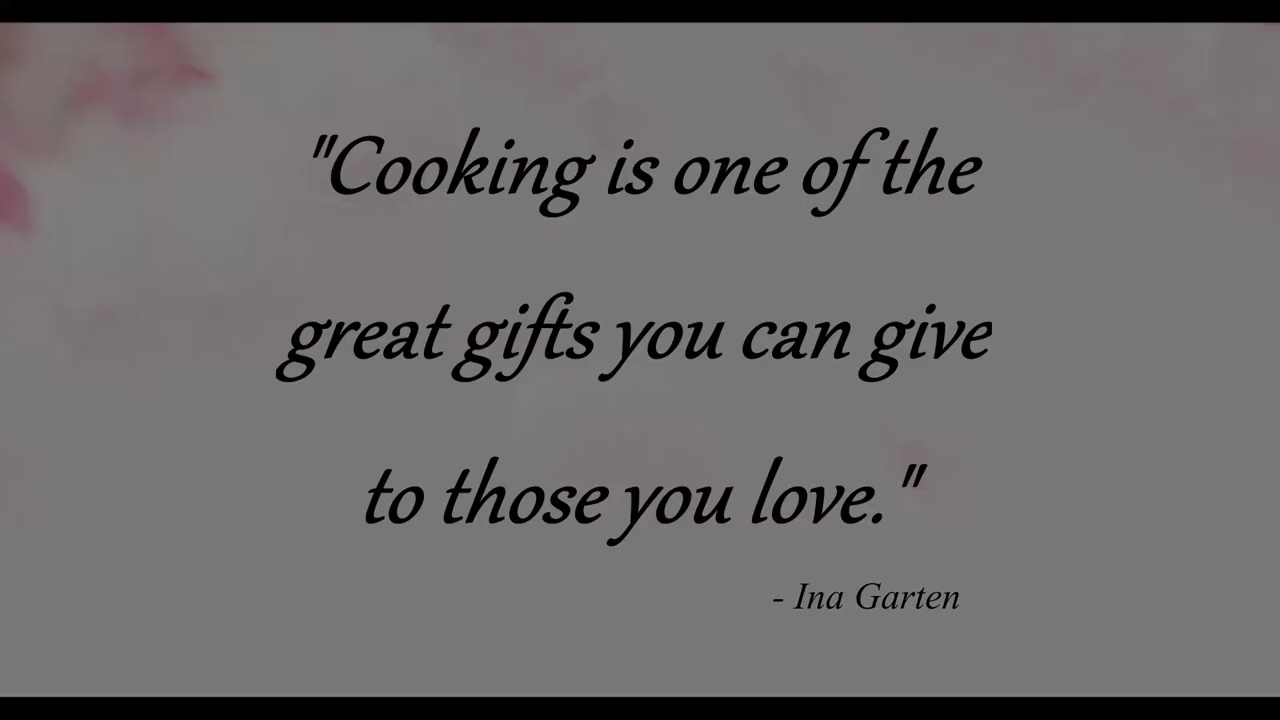 "Cooking is one of the
great gifts you can give
to those you love."
- Ina Garten